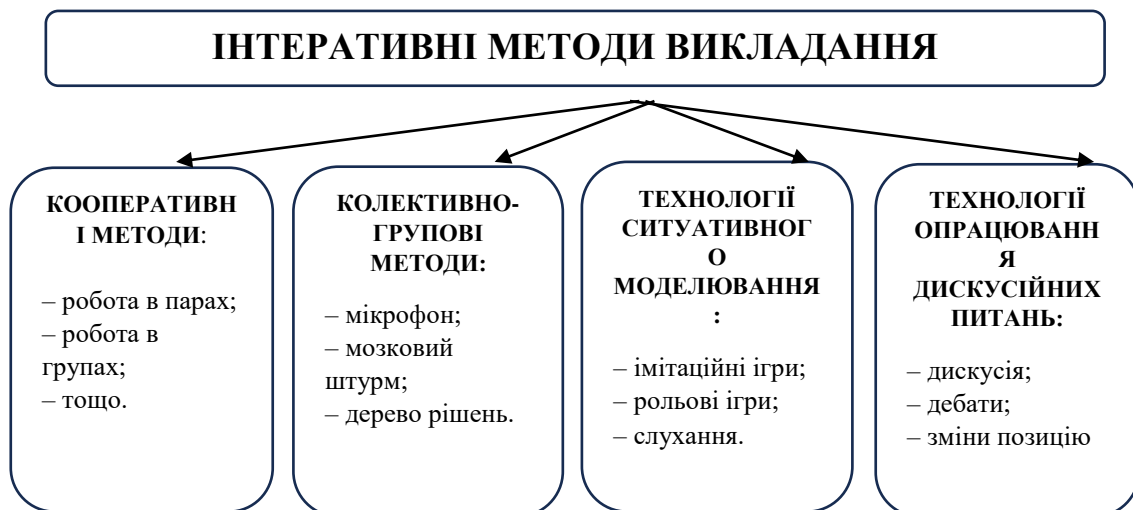 ІНТЕРАТИВНІ МЕТОДИ ВИКЛАДАННЯ
КООПЕРАТИВН
І МЕТОДИ:
– робота в парах;
– робота в
групах;
– тощо.
КОЛЕКТИВНО-
ГРУПОВІ
МЕТОДИ:
– мікрофон;
– мозковий
штурм;
– дерево рішень.
ТЕХНОЛОГІЇ
СИТУАТИВНОГ
О
МОДЕЛЮВАННЯ
:
– імітаційні ігри;
– рольові ігри;
– слухання.
ТЕХНОЛОГІЇ
ОПРАЦЮВАНН
Я
ДИСКУСІЙНИХ
ПИТАНЬ:
– дискусія;
– дебати;
– зміни позицію